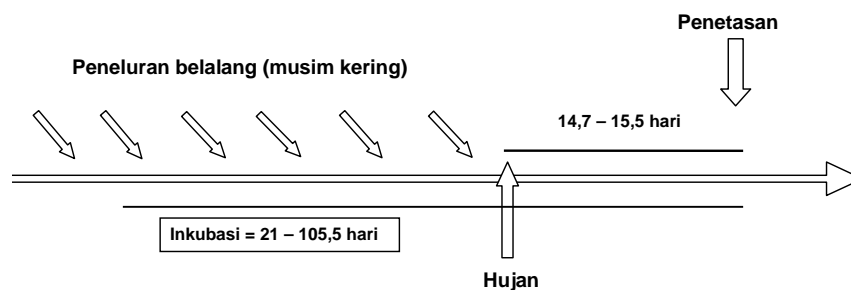 Penetasan
Peneluran belalang (musim kering)
14,7 – 15,5 hari
Inkubasi = 21 – 105,5 hari
Hujan